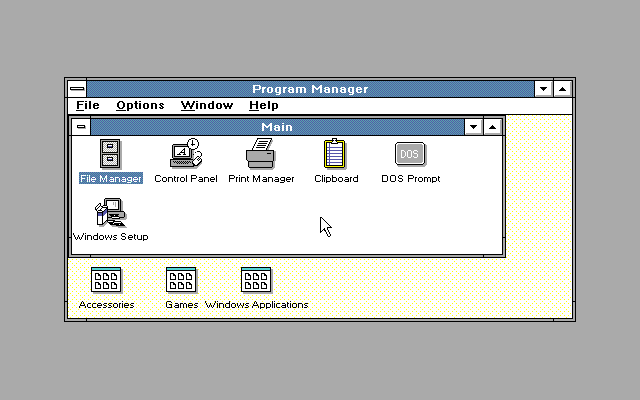 Program Manager
File Options Window Help
Main
File Manager Control Panel Print Manager Clipboard DOS Prompt
DOS
Windows Setup
Accessories Games Windows Applications